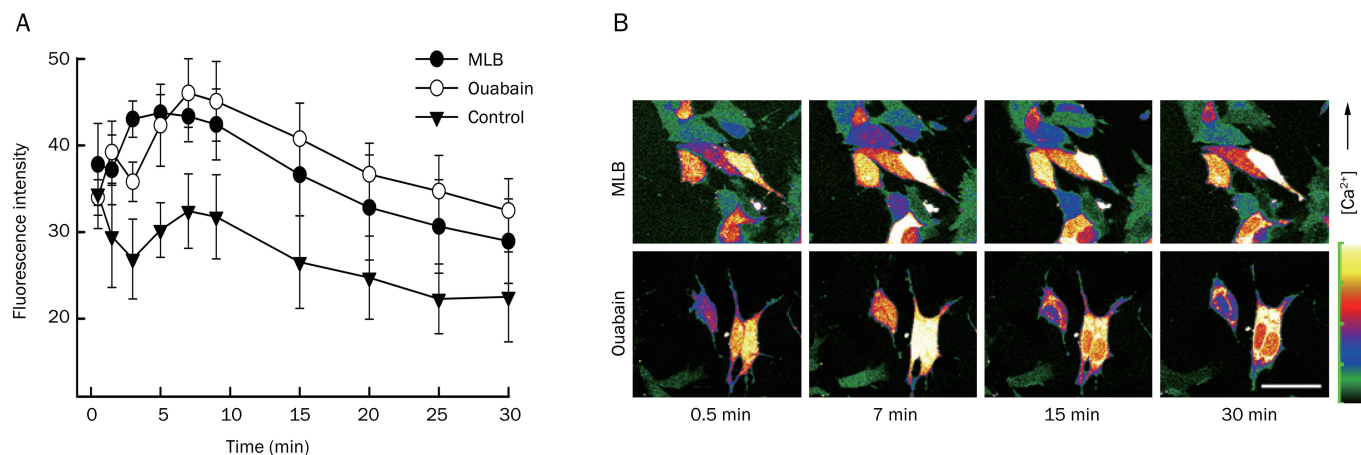 A
50
40
30
20
Fluorescence intensity
0
5
10
15
20
25
30
Time (min)
MLB
Ouabain
Control
B
MLB
Ouabain
0.5 min
7 min
15 min
30 min
[Ca²⁺]